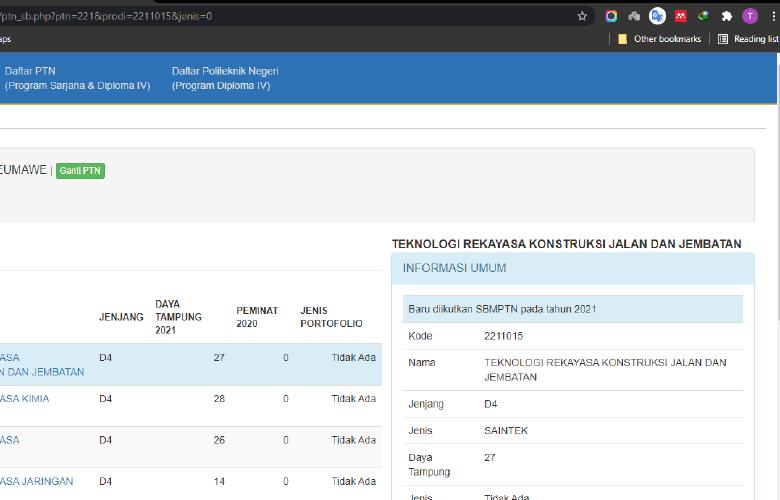 /ptn_sb.php?ptn=221&prodi=2211015&jenis=0
T
aps
Other bookmarks
Reading list
Daftar PTN
(Program Sarjana & Diploma IV)
Daftar Politeknik Negeri
(Program Diploma IV)
EUMAWE | Ganti PTN
JENJANG
DAYA
TAMPUNG
2021
PEMINAT
2020
JENIS
PORTOFOLIO
ASA
N DAN JEMBATAN
D4
27
0
Tidak Ada
ASA KIMIA
D4
28
0
Tidak Ada
ASA
D4
26
0
Tidak Ada
ASA JARINGAN
D4
14
0
Tidak Ada
TEKNOLOGI REKAYASA KONSTRUKSI JALAN DAN JEMBATAN
INFORMASI UMUM
Baru diikutkan SBMPTN pada tahun 2021
Kode
2211015
Nama
TEKNOLOGI REKAYASA KONSTRUKSI JALAN DAN
JEMBATAN
Jenjang
D4
Jenis
SAINTEK
Daya
Tampung
27
Jenis
Tidak Ada